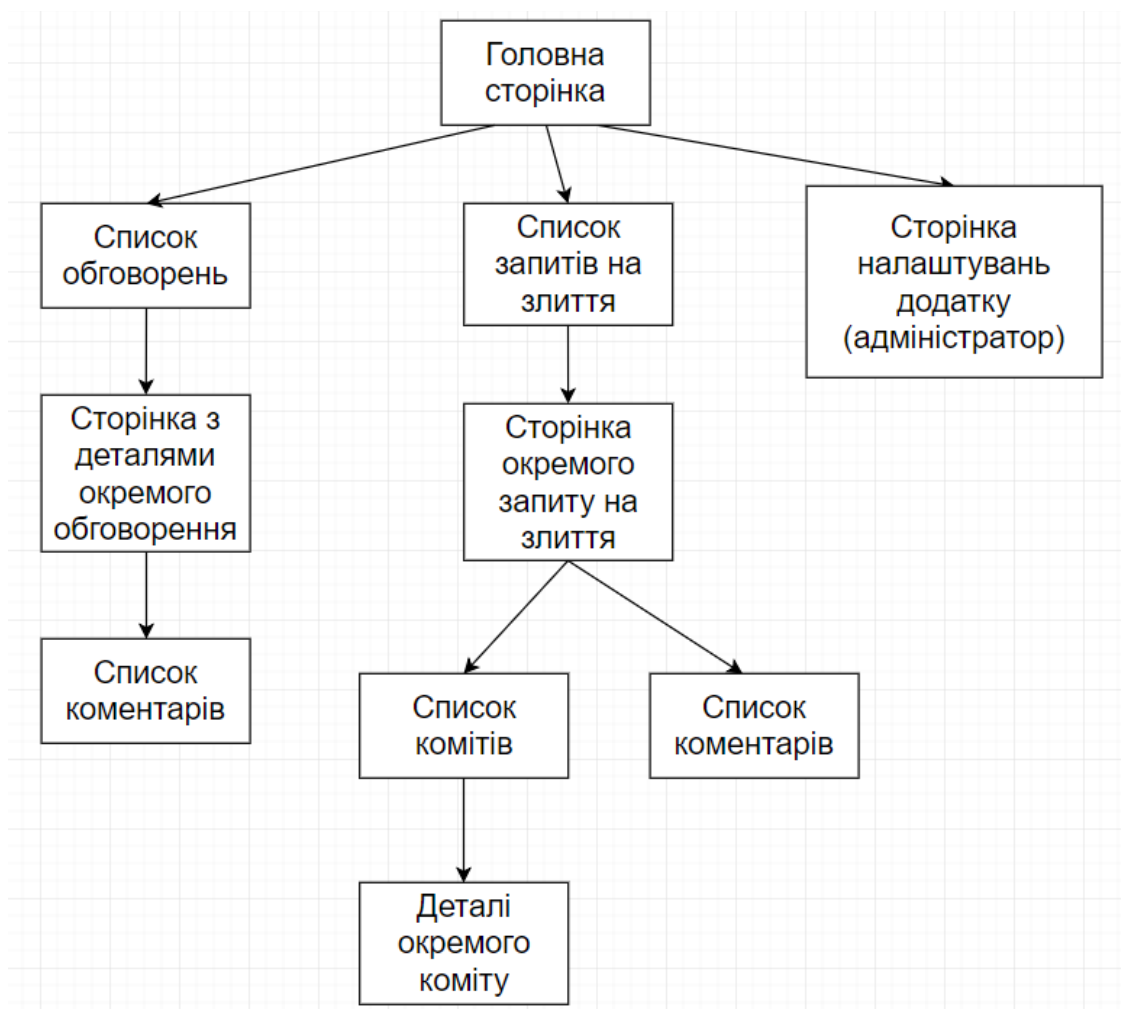 Головна
сторінка
Список
обговорень
Список
запитів на
злиття
Сторінка
налаштувань
додатку
(адміністратор)
Сторінка з
деталями
окремого
обговорення
Сторінка
окремого
запиту на
злиття
Список
коментарів
Список
комітів
Список
коментарів
Деталі
окремого
коміту